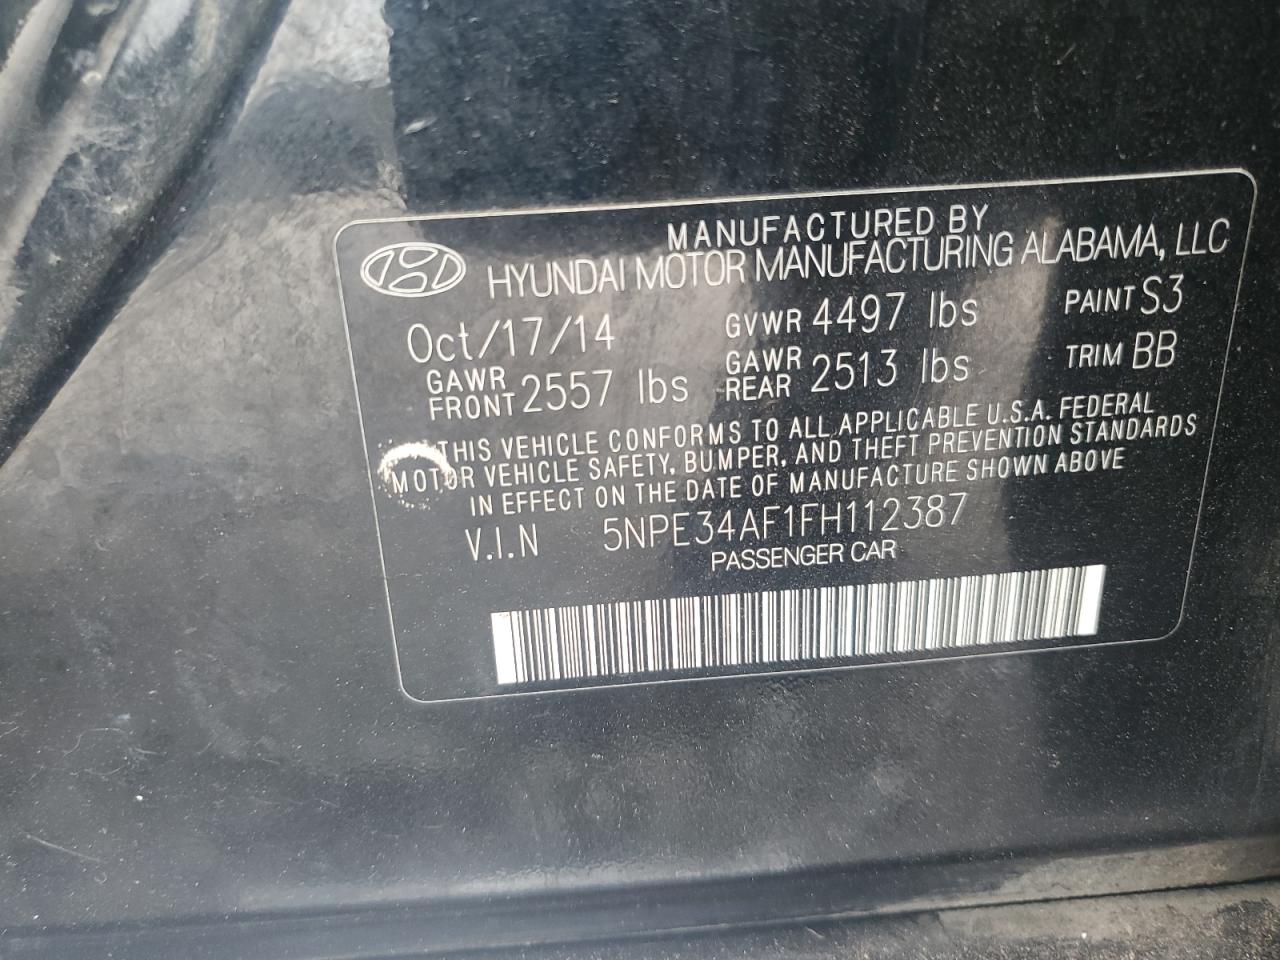 MANUFACTURED BY
HYUNDAI MOTOR MANUFACTURING ALABAMA, LLC
Oct/17/14 GVWR 4497 lbs PAINT S3
GAWR FRONT 2557 lbs GAWR REAR 2513 lbs TRIM BB
THIS VEHICLE CONFORMS TO ALL APPLICABLE U.S.A. FEDERAL
MOTOR VEHICLE SAFETY, BUMPER, AND THEFT PREVENTION STANDARDS
IN EFFECT ON THE DATE OF MANUFACTURE SHOWN ABOVE
V.I.N 5NPE34AF1FH112387
PASSENGER CAR